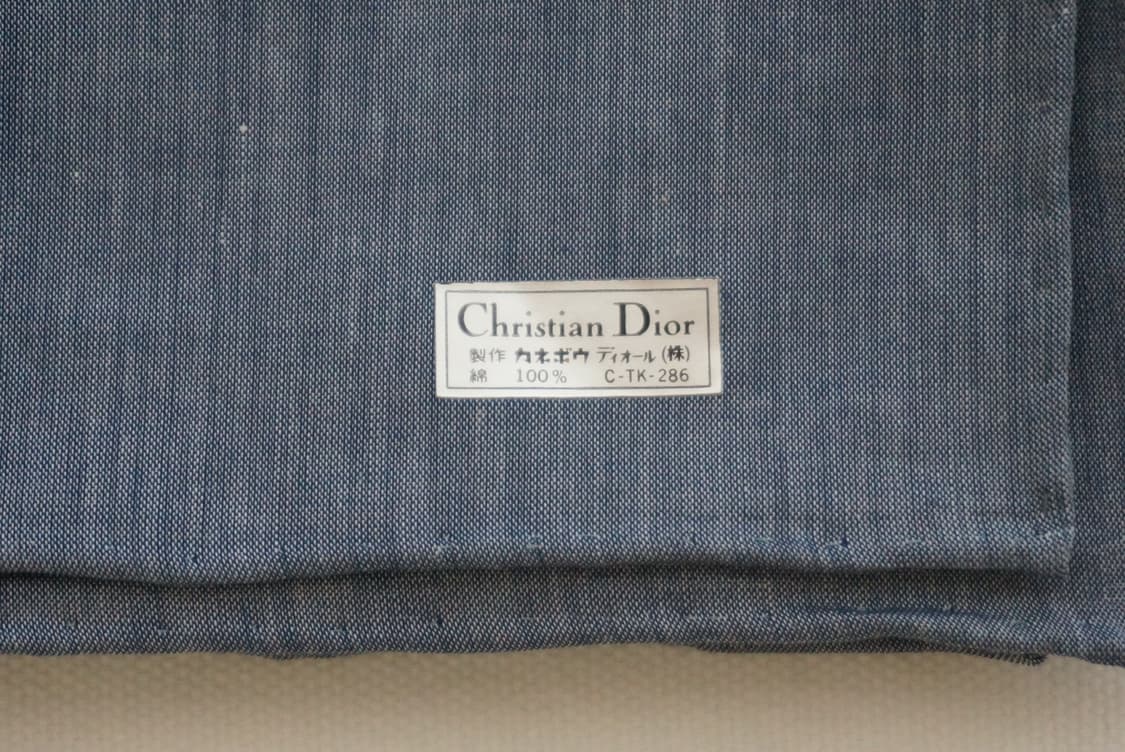 Christian Dior
製作 カネボウ ディオール (株)
綿 100% C-TK-286